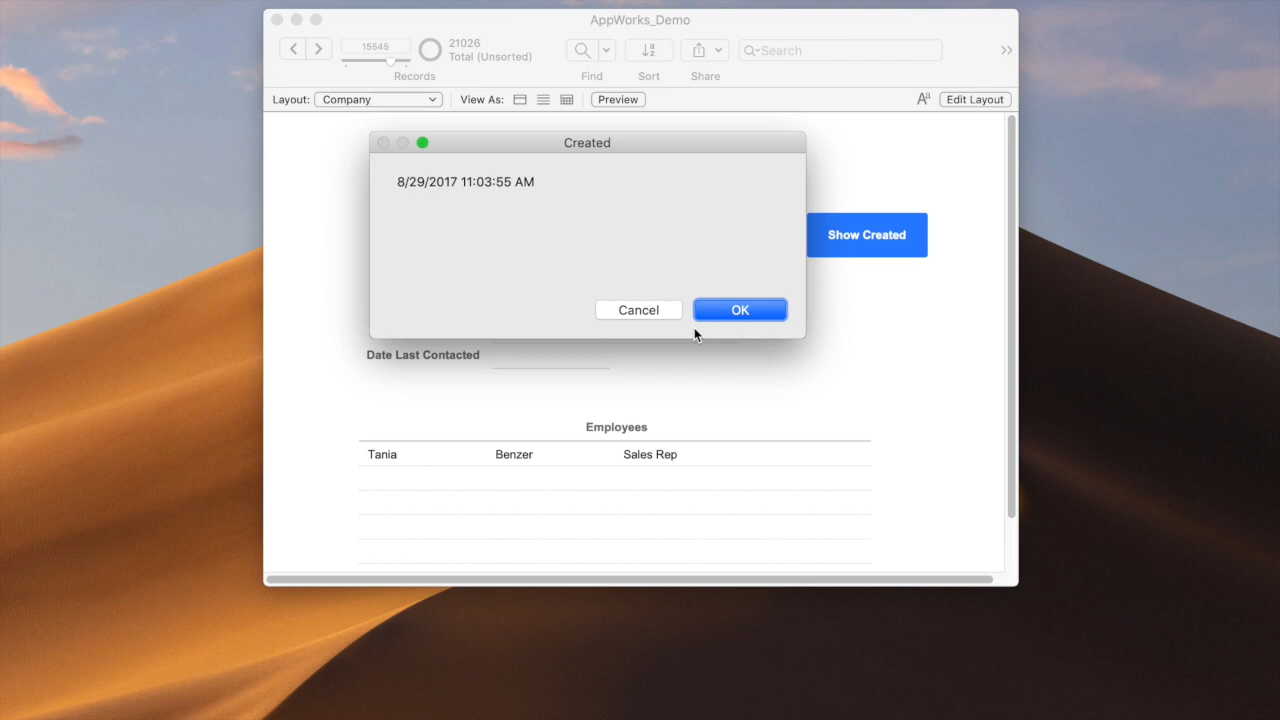 AppWorks_Demo
15545
21026
Total (Unsorted)
Records
Find
Sort
Share
Search
Layout:
Company
View As:
Preview
Aa
Edit Layout
Created
8/29/2017 11:03:55 AM
Show Created
Cancel
OK
Date Last Contacted
Employees
Tania Benzer Sales Rep